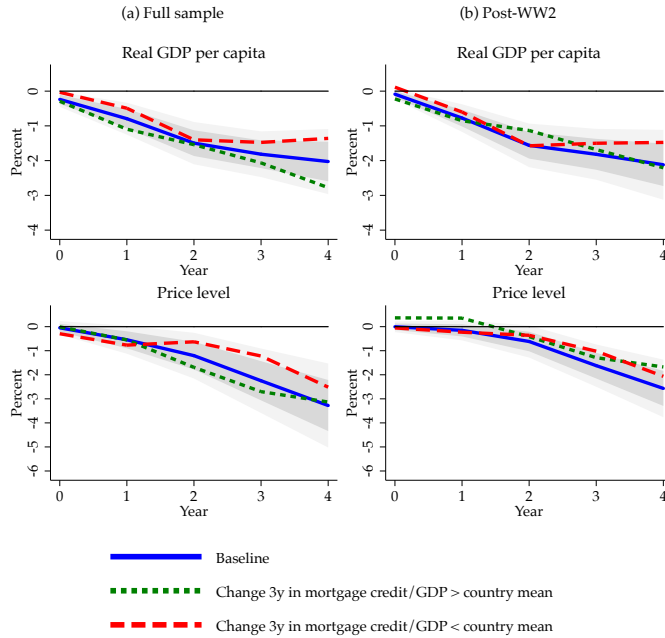 (a) Full sample
(b) Post-WW2
Real GDP per capita
Real GDP per capita
0
-1
-2
-3
-4
Percent
0 1 2 3 4
Year
0
-1
-2
-3
-4
Percent
0 1 2 3 4
Year
Price level
Price level
0
-1
-2
-3
-4
-5
-6
Percent
0 1 2 3 4
Year
0
-1
-2
-3
-4
-5
-6
Percent
0 1 2 3 4
Year
Baseline
Change 3y in mortgage credit/GDP > country mean
Change 3y in mortgage credit/GDP < country mean